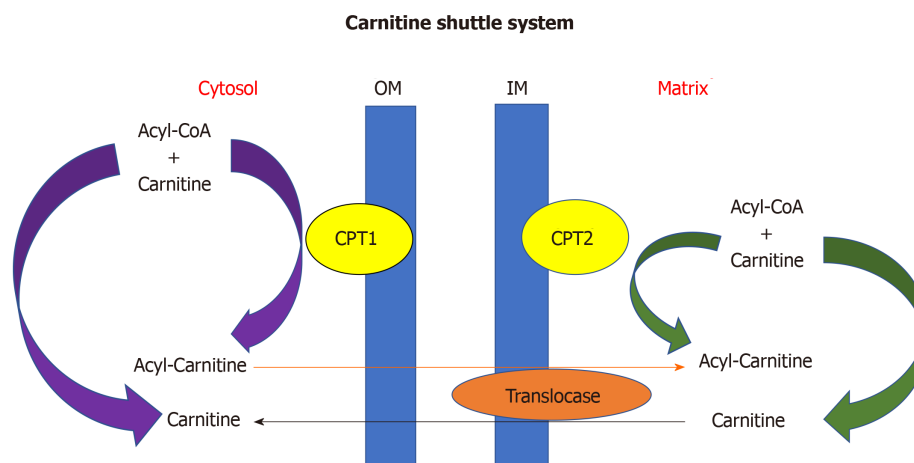 Carnitine shuttle system
Cytosol
OM
IM
Matrix
Acyl-CoA
+
Carnitine
CPT1
CPT2
Acyl-CoA
+
Carnitine
Acyl-Carnitine
Acyl-Carnitine
Translocase
Carnitine
Carnitine